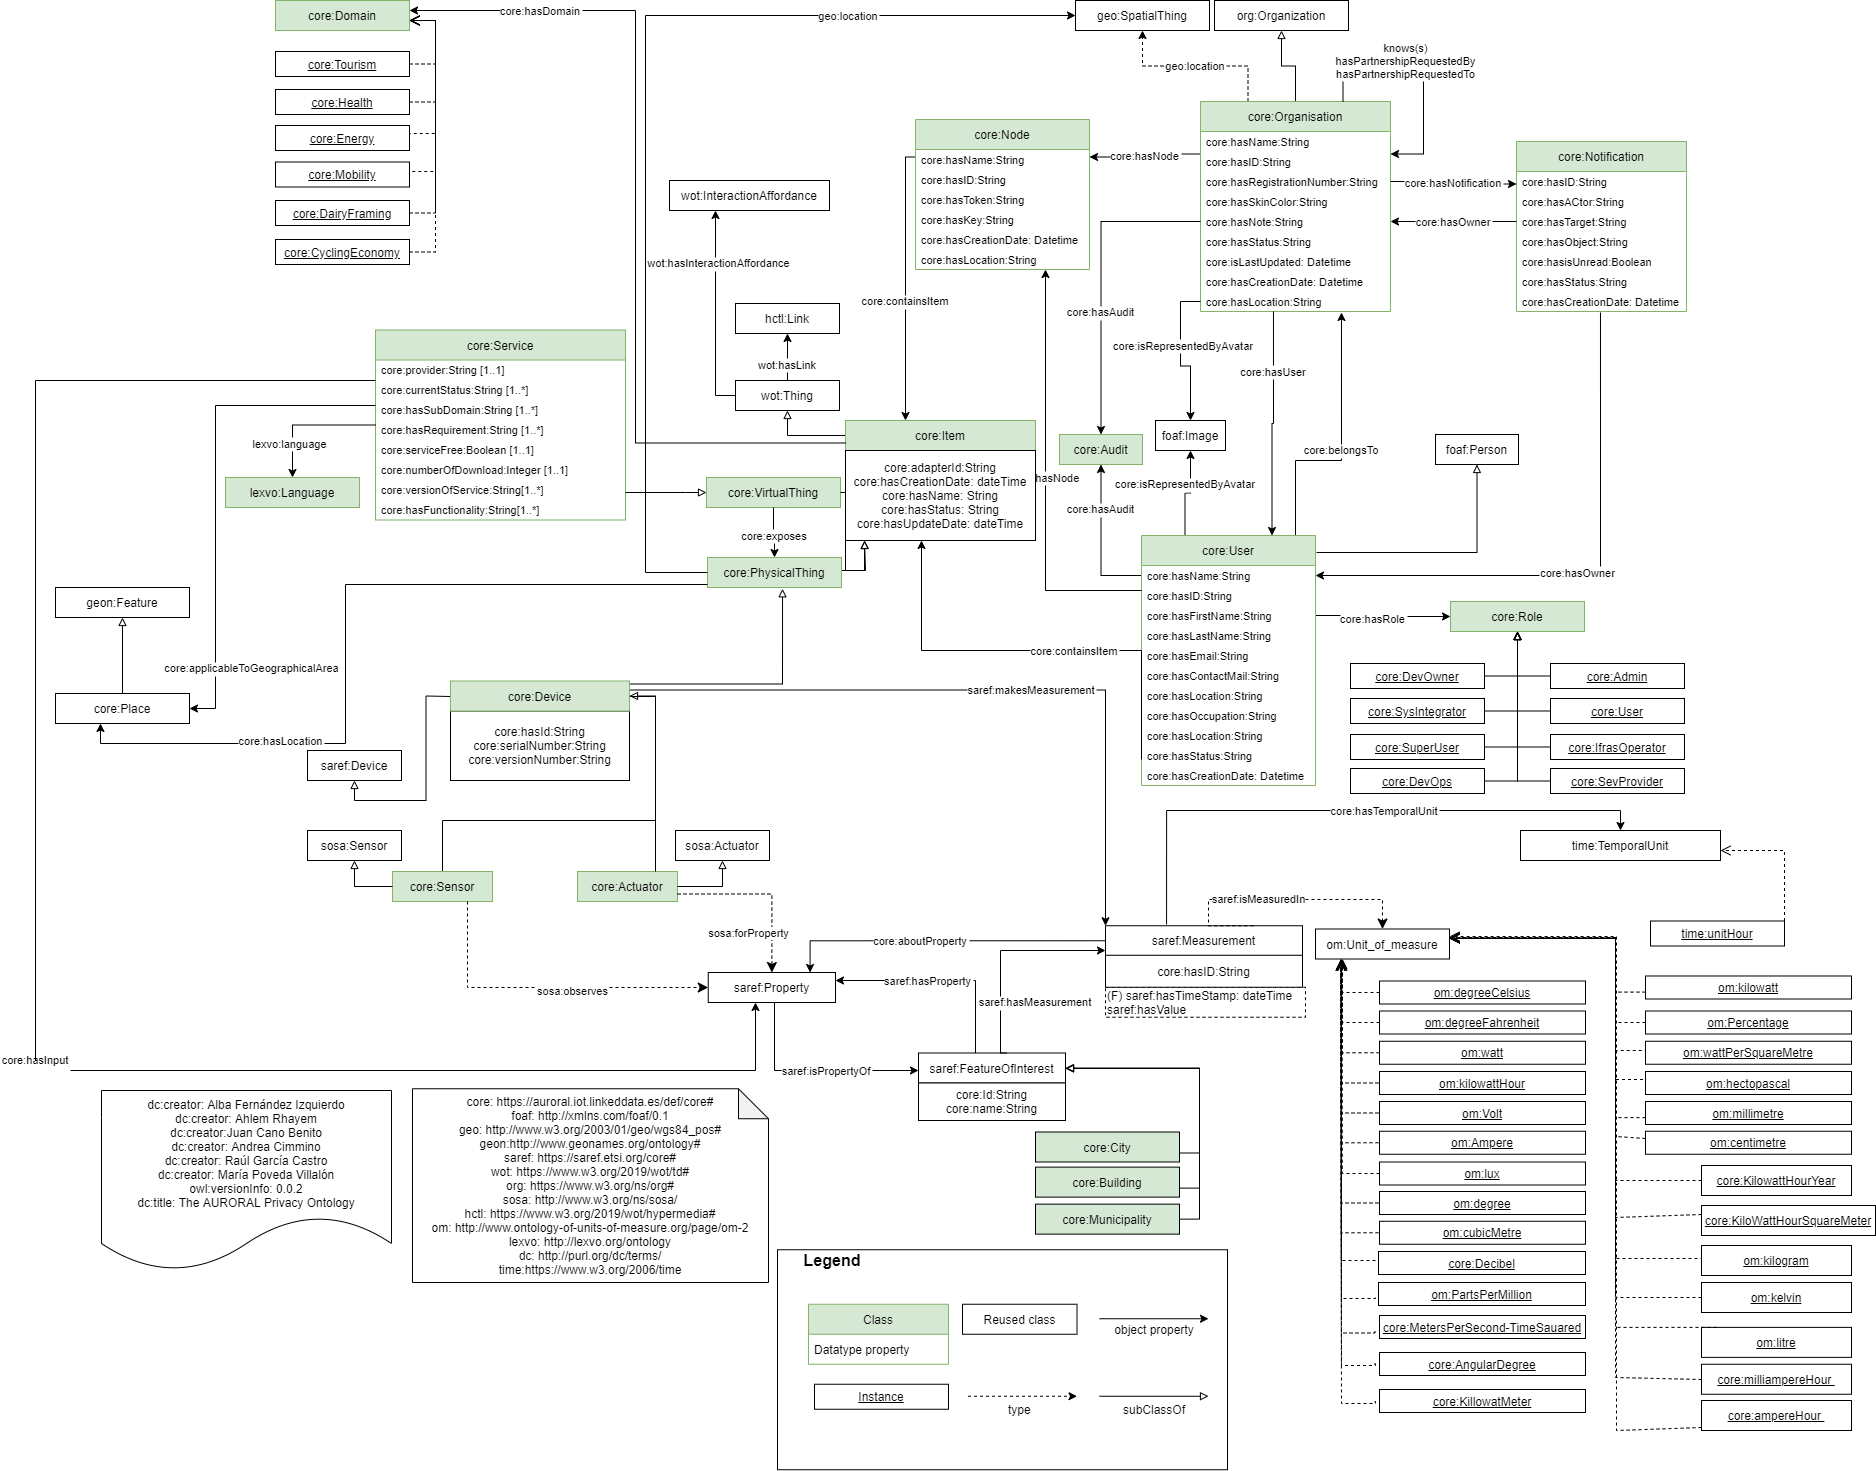 core:Domain
core:hasDomain
core:Tourism
core:Health
core:Energy
core:Mobility
core:DairyFraming
core:CyclingEconomy
geo:location
geo:SpatialThing
org:Organization
geo:location
knows(s)
hasPartnershipRequestedBy
hasPartnershipRequestedTo
core:Node
core:hasName:String
core:hasID:String
core:hasToken:String
core:hasKey:String
core:hasCreationDate: Datetime
core:hasLocation:String
core:hasNode
core:Organisation
core:hasName:String
core:hasID:String
core:hasRegistrationNumber:String
core:hasSkinColor:String
core:hasNote:String
core:hasStatus:String
core:isLastUpdated: Datetime
core:hasCreationDate: Datetime
core:hasLocation:String
core:hasNotification
core:hasOwner
core:Notification
core:hasID:String
core:hasACtor:String
core:hasTarget:String
core:hasObject:String
core:hasisUnread:Boolean
core:hasStatus:String
core:hasCreationDate: Datetime
wot:InteractionAffordance
wot:hasInteractionAffordance
core:containsItem
hctl:Link
wot:hasLink
wot:Thing
core:hasAudit
core:isRepresentedByAvatar
core:hasUser
core:Service
core:provider:String [1..1]
core:currentStatus:String [1..*]
core:hasSubDomain:String [1..*]
core:hasRequirement:String [1..*]
core:serviceFree:Boolean [1..1]
core:numberOfDownload:Integer [1..1]
core:versionOfService:String[1..*]
core:hasFunctionality:String[1..*]
lexvo:language
lexvo:Language
core:Item
core:adapterId:String
core:hasCreationDate: dateTime
core:hasName: String
core:hasStatus: String
core:hasUpdateDate: dateTime
core:VirtualThing
core:exposes
core:PhysicalThing
hasNode
core:Audit
foaf:Image
core:isRepresentedByAvatar
core:hasAudit
core:belongsTo
foaf:Person
core:User
core:hasName:String
core:hasID:String
core:hasFirstName:String
core:hasLastName:String
core:hasEmail:String
core:hasContactMail:String
core:hasLocation:String
core:hasOccupation:String
core:hasLocation:String
core:hasStatus:String
core:hasCreationDate: Datetime
core:hasOwner
core:hasRole
core:Role
core:DevOwner
core:Admin
core:SysIntegrator
core:User
core:SuperUser
core:IfrasOperator
core:DevOps
core:SevProvider
core:containsItem
geon:Feature
core:applicableToGeographicalArea
core:Place
core:hasLocation
core:Device
core:hasId:String
core:serialNumber:String
core:versionNumber:String
saref:makesMeasurement
saref:Device
sosa:Sensor
core:Sensor
core:Actuator
sosa:Actuator
sosa:forProperty
sosa:observes
core:hasTemporalUnit
time:TemporalUnit
time:unitHour
saref:isMeasuredIn
saref:Measurement
core:hasID:String
(F) saref:hasTimeStamp: dateTime
saref:hasValue
core:aboutProperty
saref:Property
saref:hasProperty
saref:hasMeasurement
om:Unit_of_measure
core:hasInput
saref:isPropertyOf
saref:FeatureOfInterest
core:Id:String
core:name:String
core:City
core:Building
core:Municipality
om:degreeCelsius
om:degreeFahrenheit
om:watt
om:kilowattHour
om:Volt
om:Ampere
om:lux
om:degree
om:cubicMetre
core:Decibel
om:PartsPerMillion
core:MetersPerSecond-TimeSauared
core:AngularDegree
core:KillowatMeter
om:kilowatt
om:Percentage
om:wattPerSquareMetre
om:hectopascal
om:millimetre
om:centimetre
core:KilowattHourYear
core:KiloWattHourSquareMeter
om:kilogram
om:kelvin
om:litre
core:milliampereHour
core:ampereHour
dc:creator: Alba Fernández Izquierdo
dc:creator: Ahlem Rhayem
dc:creator:Juan Cano Benito
dc:creator: Andrea Cimmino
dc:creator: Raúl García Castro
dc:creator: María Poveda Villalón
owl:versionInfo: 0.0.2
dc:title: The AURORAL Privacy Ontology
core: https://auroral.iot.linkeddata.es/def/core#
foaf: http://xmlns.com/foaf/0.1
geo: http://www.w3.org/2003/01/geo/wgs84_pos#
geon:http://www.geonames.org/ontology#
saref: https://saref.etsi.org/core#
wot: https://www.w3.org/2019/wot/td#
org: https://www.w3.org/ns/org#
sosa: http://www.w3.org/ns/sosa/
hctl: https://www.w3.org/2019/wot/hypermedia#
om: http://www.ontology-of-units-of-measure.org/page/om-2
lexvo: http://lexvo.org/ontology
dc: http://purl.org/dc/terms/
time:https://www.w3.org/2006/time
Legend
Class
Datatype property
Reused class
object property
Instance
type
subClassOf